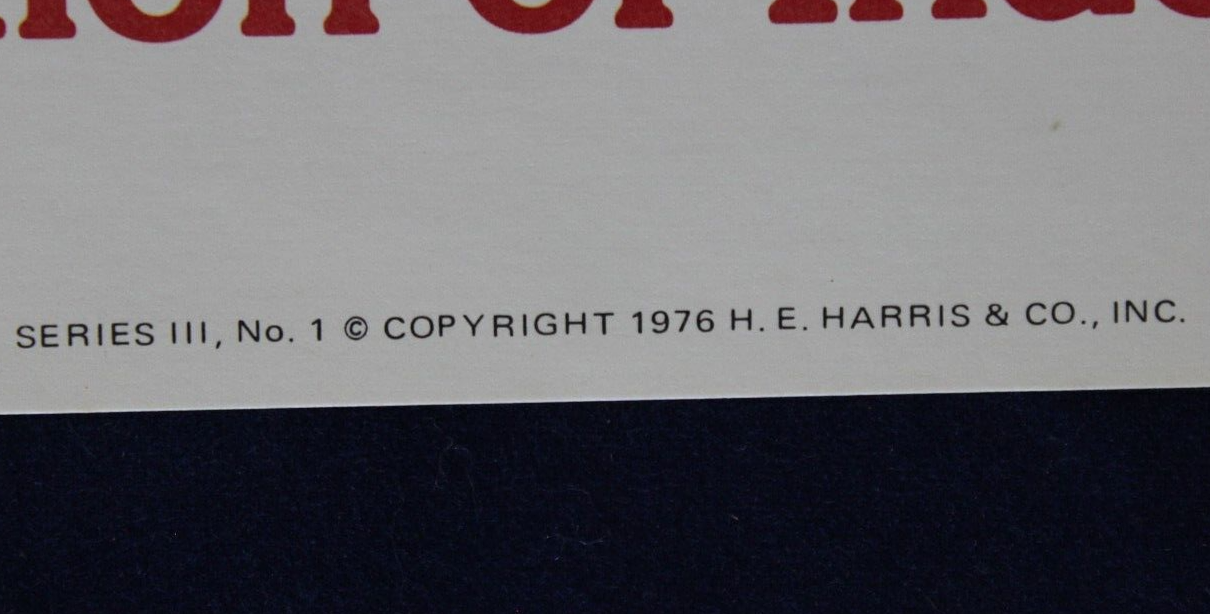 SERIES III, No. 1 © COPYRIGHT 1976 H. E. HARRIS & CO., INC.